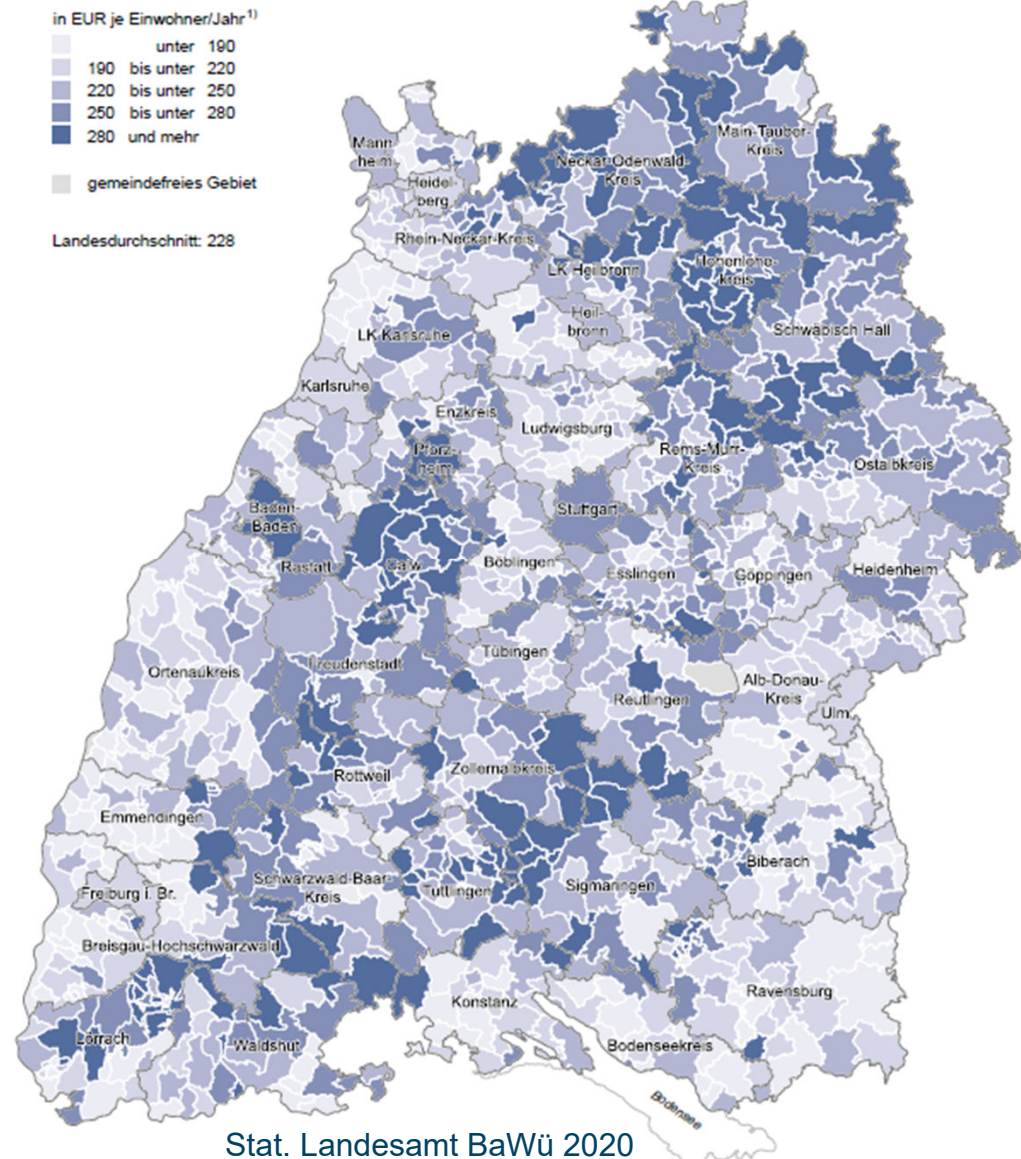 in EUR je Einwohner/Jahr 1)
unter 190
190 bis unter 220
220 bis unter 250
250 bis unter 280
280 und mehr
gemeindefreies Gebiet
Landesdurchschnitt: 228
Mann-
heim
Heidel-
berg
Rhein-Neckar-Kreis
Neckar-Odenwald-
Kreis
Main-Tauber-
Kreis
LK Heilbronn
Hohenlohe-
kreis
Heil-
bronn
Schwäbisch Hall
LK Karlsruhe
Karlsruhe
Enzkreis
Ludwigsburg
Pforz-
heim
Rems-Murr-
Kreis
Ostalbkreis
Baden-
Baden
Stuttgart
Rastatt
Calw
Böblingen
Esslingen
Göppingen
Heidenheim
Ortenaukreis
Freudenstadt
Tübingen
Reutlingen
Alb-Donau-
Kreis
Ulm
Rottweil
Zollernalbkreis
Emmendingen
Biberach
Freiburg i. Br.
Schwarzwald-Baar-
Kreis
Tuttlingen
Sigmaringen
Breisgau-Hochschwarzwald
Konstanz
Ravensburg
Lörrach
Waldshut
Bodenseekreis
Bodensee
Stat. Landesamt BaWü 2020